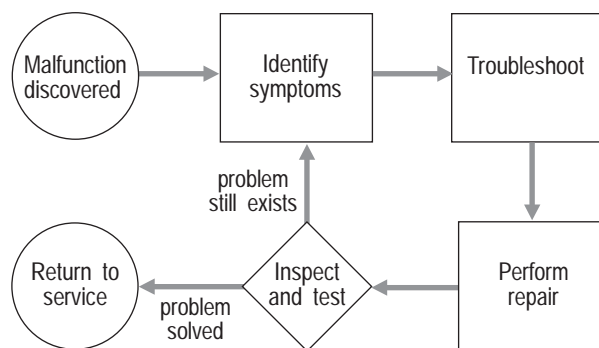 Malfunction
discovered
Identify
symptoms
Troubleshoot
problem
still exists
Return to
service
problem
solved
Inspect
and test
Perform
repair